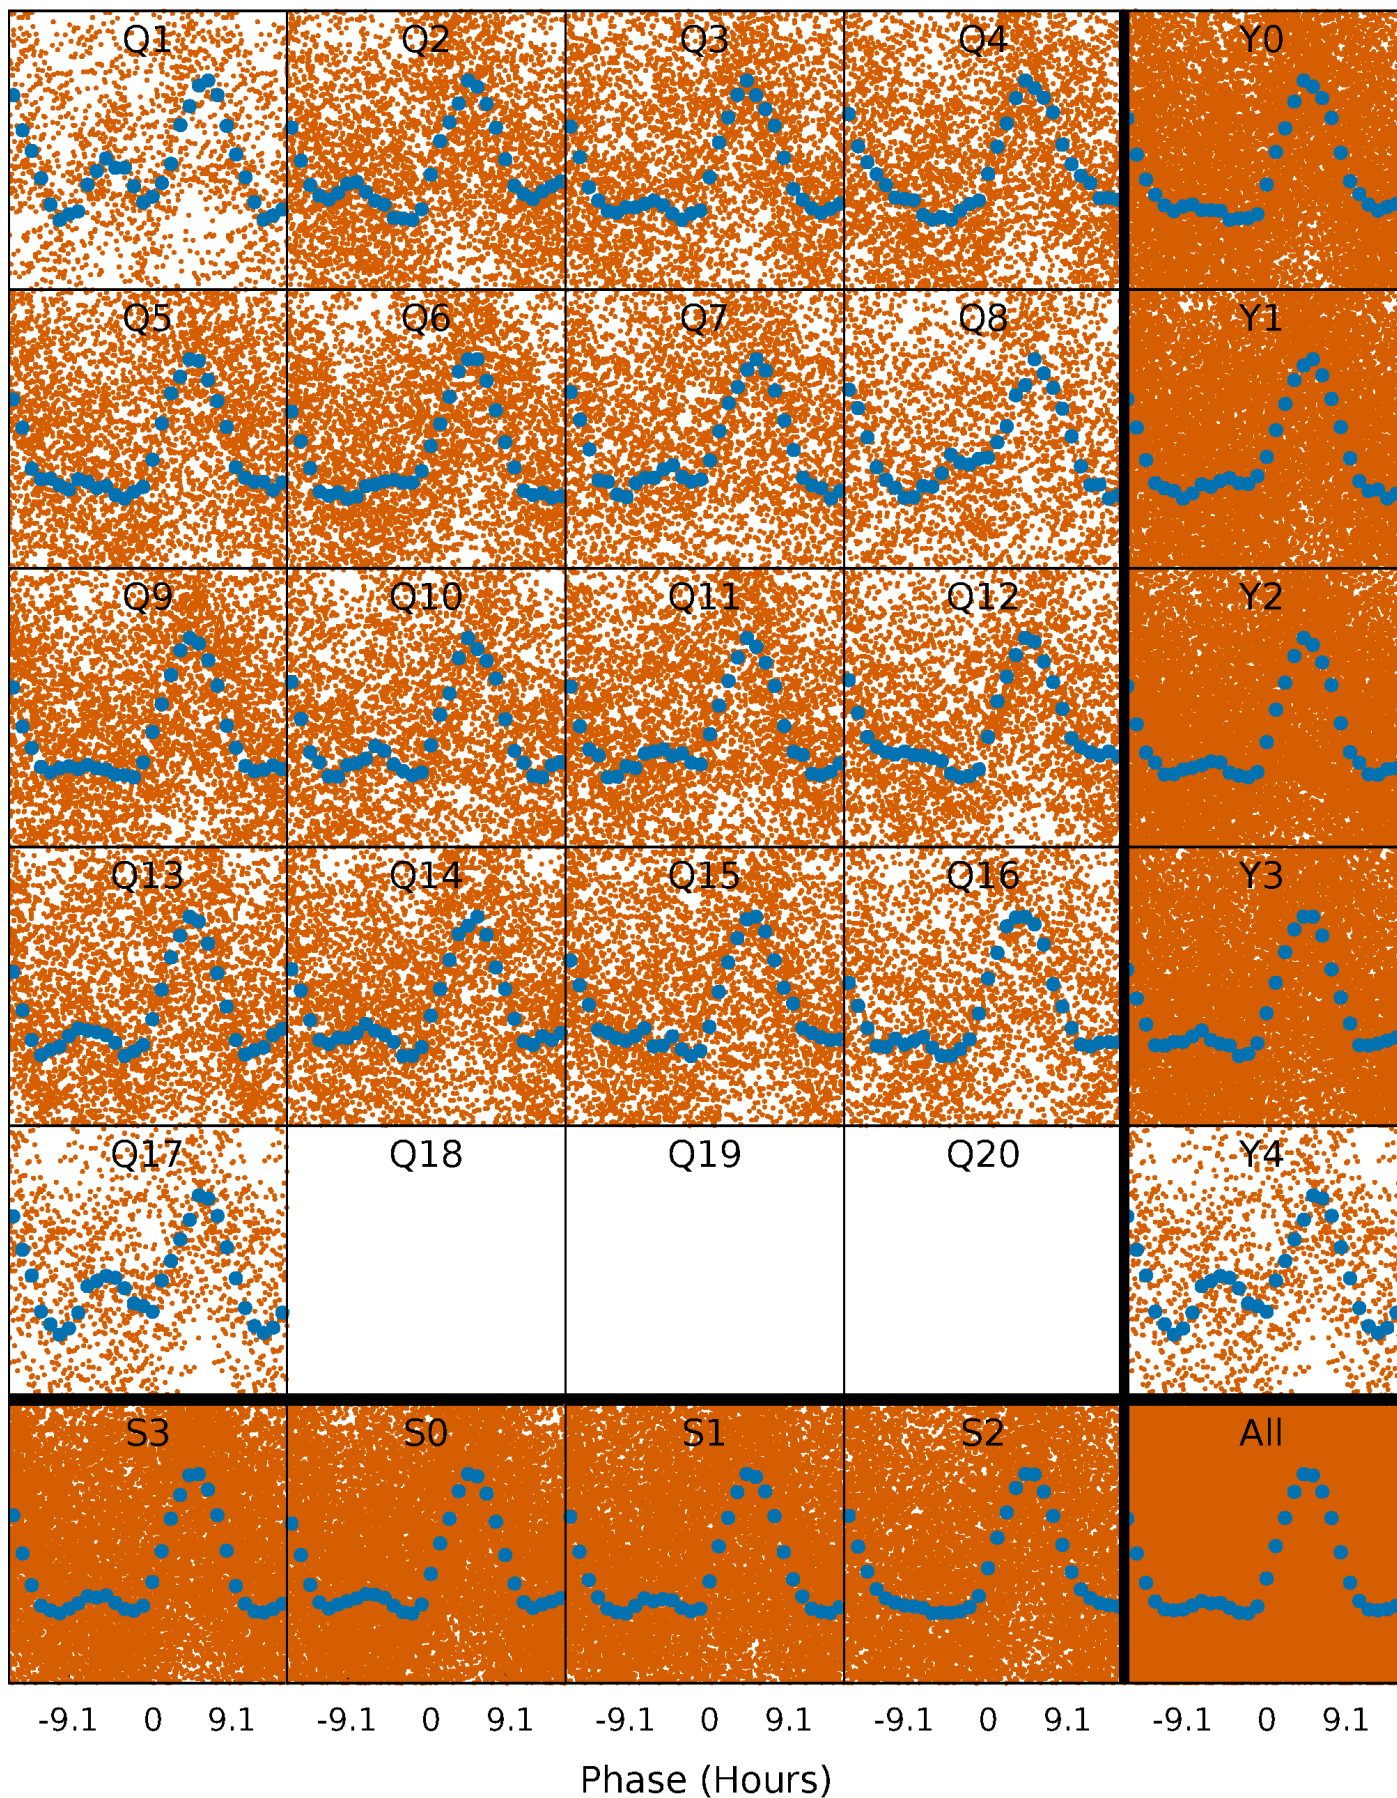 Q1 Q2 Q3 Q4 Y0
Q5 Q6 Q7 Q8 Y1
Q9 Q10 Q11 Q12 Y2
Q13 Q14 Q15 Q16 Y3
Q17 Q18 Q19 Q20 Y4
S3 S0 S1 S2 All
-9.1 0 9.1 -9.1 0 9.1 -9.1 0 9.1 -9.1 0 9.1 -9.1 0 9.1
Phase (Hours)